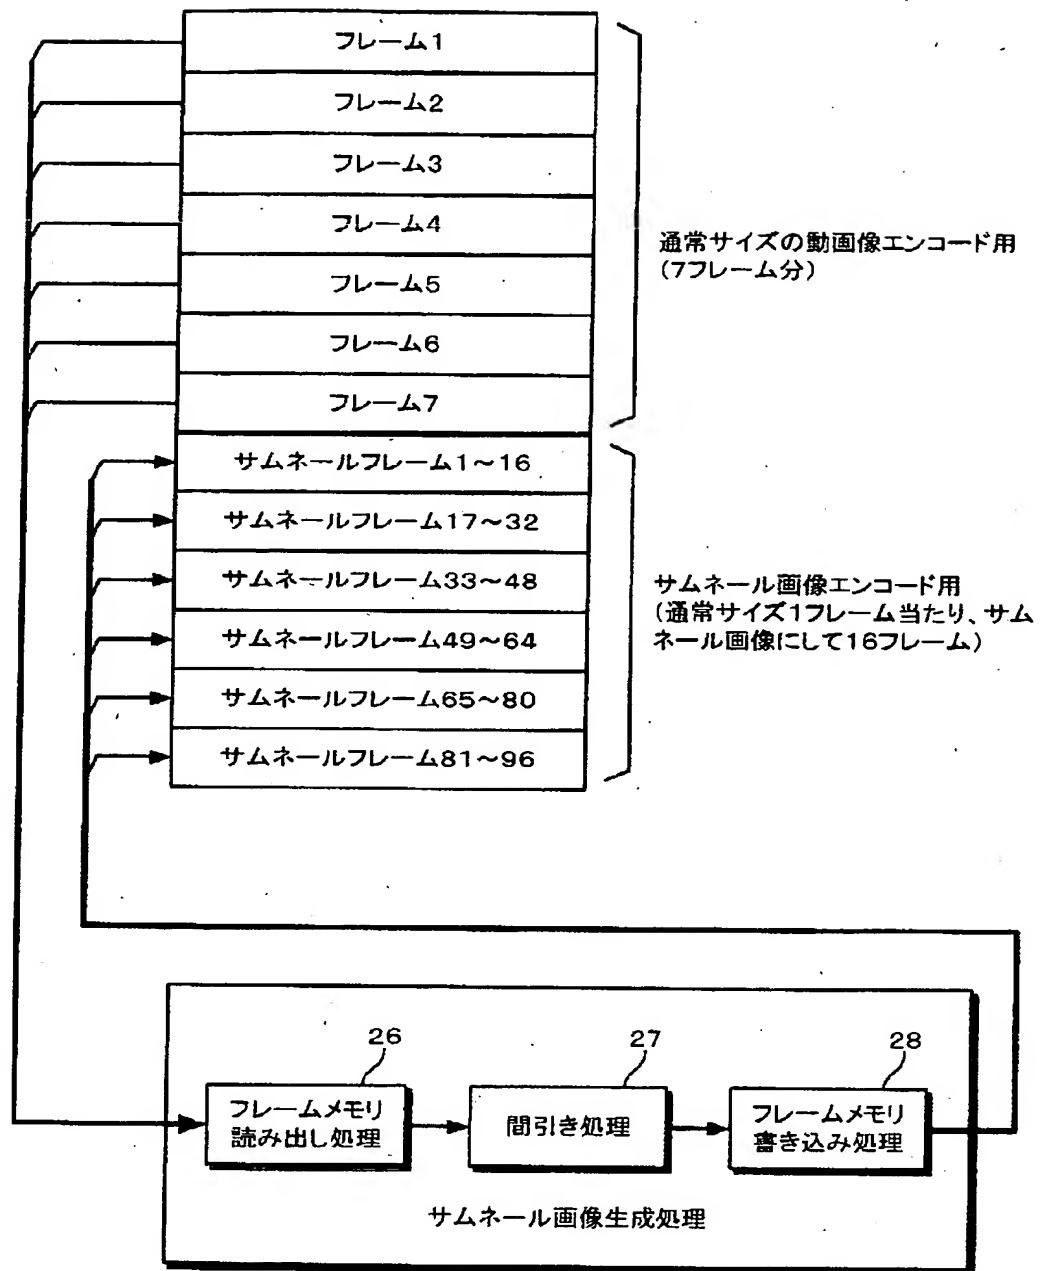 フレーム1
フレーム2
フレーム3
フレーム4
フレーム5
フレーム6
フレーム7
通常サイズの動画像エンコード用
(7フレーム分)
サムネールフレーム1～16
サムネールフレーム17～32
サムネールフレーム33～48
サムネールフレーム49～64
サムネールフレーム65～80
サムネールフレーム81～96
サムネール画像エンコード用
(通常サイズ1フレーム当たり、サム
ネール画像にして16フレーム)
26
27
28
フレームメモリ
読み出し処理
間引き処理
フレームメモリ
書き込み処理
サムネール画像生成処理